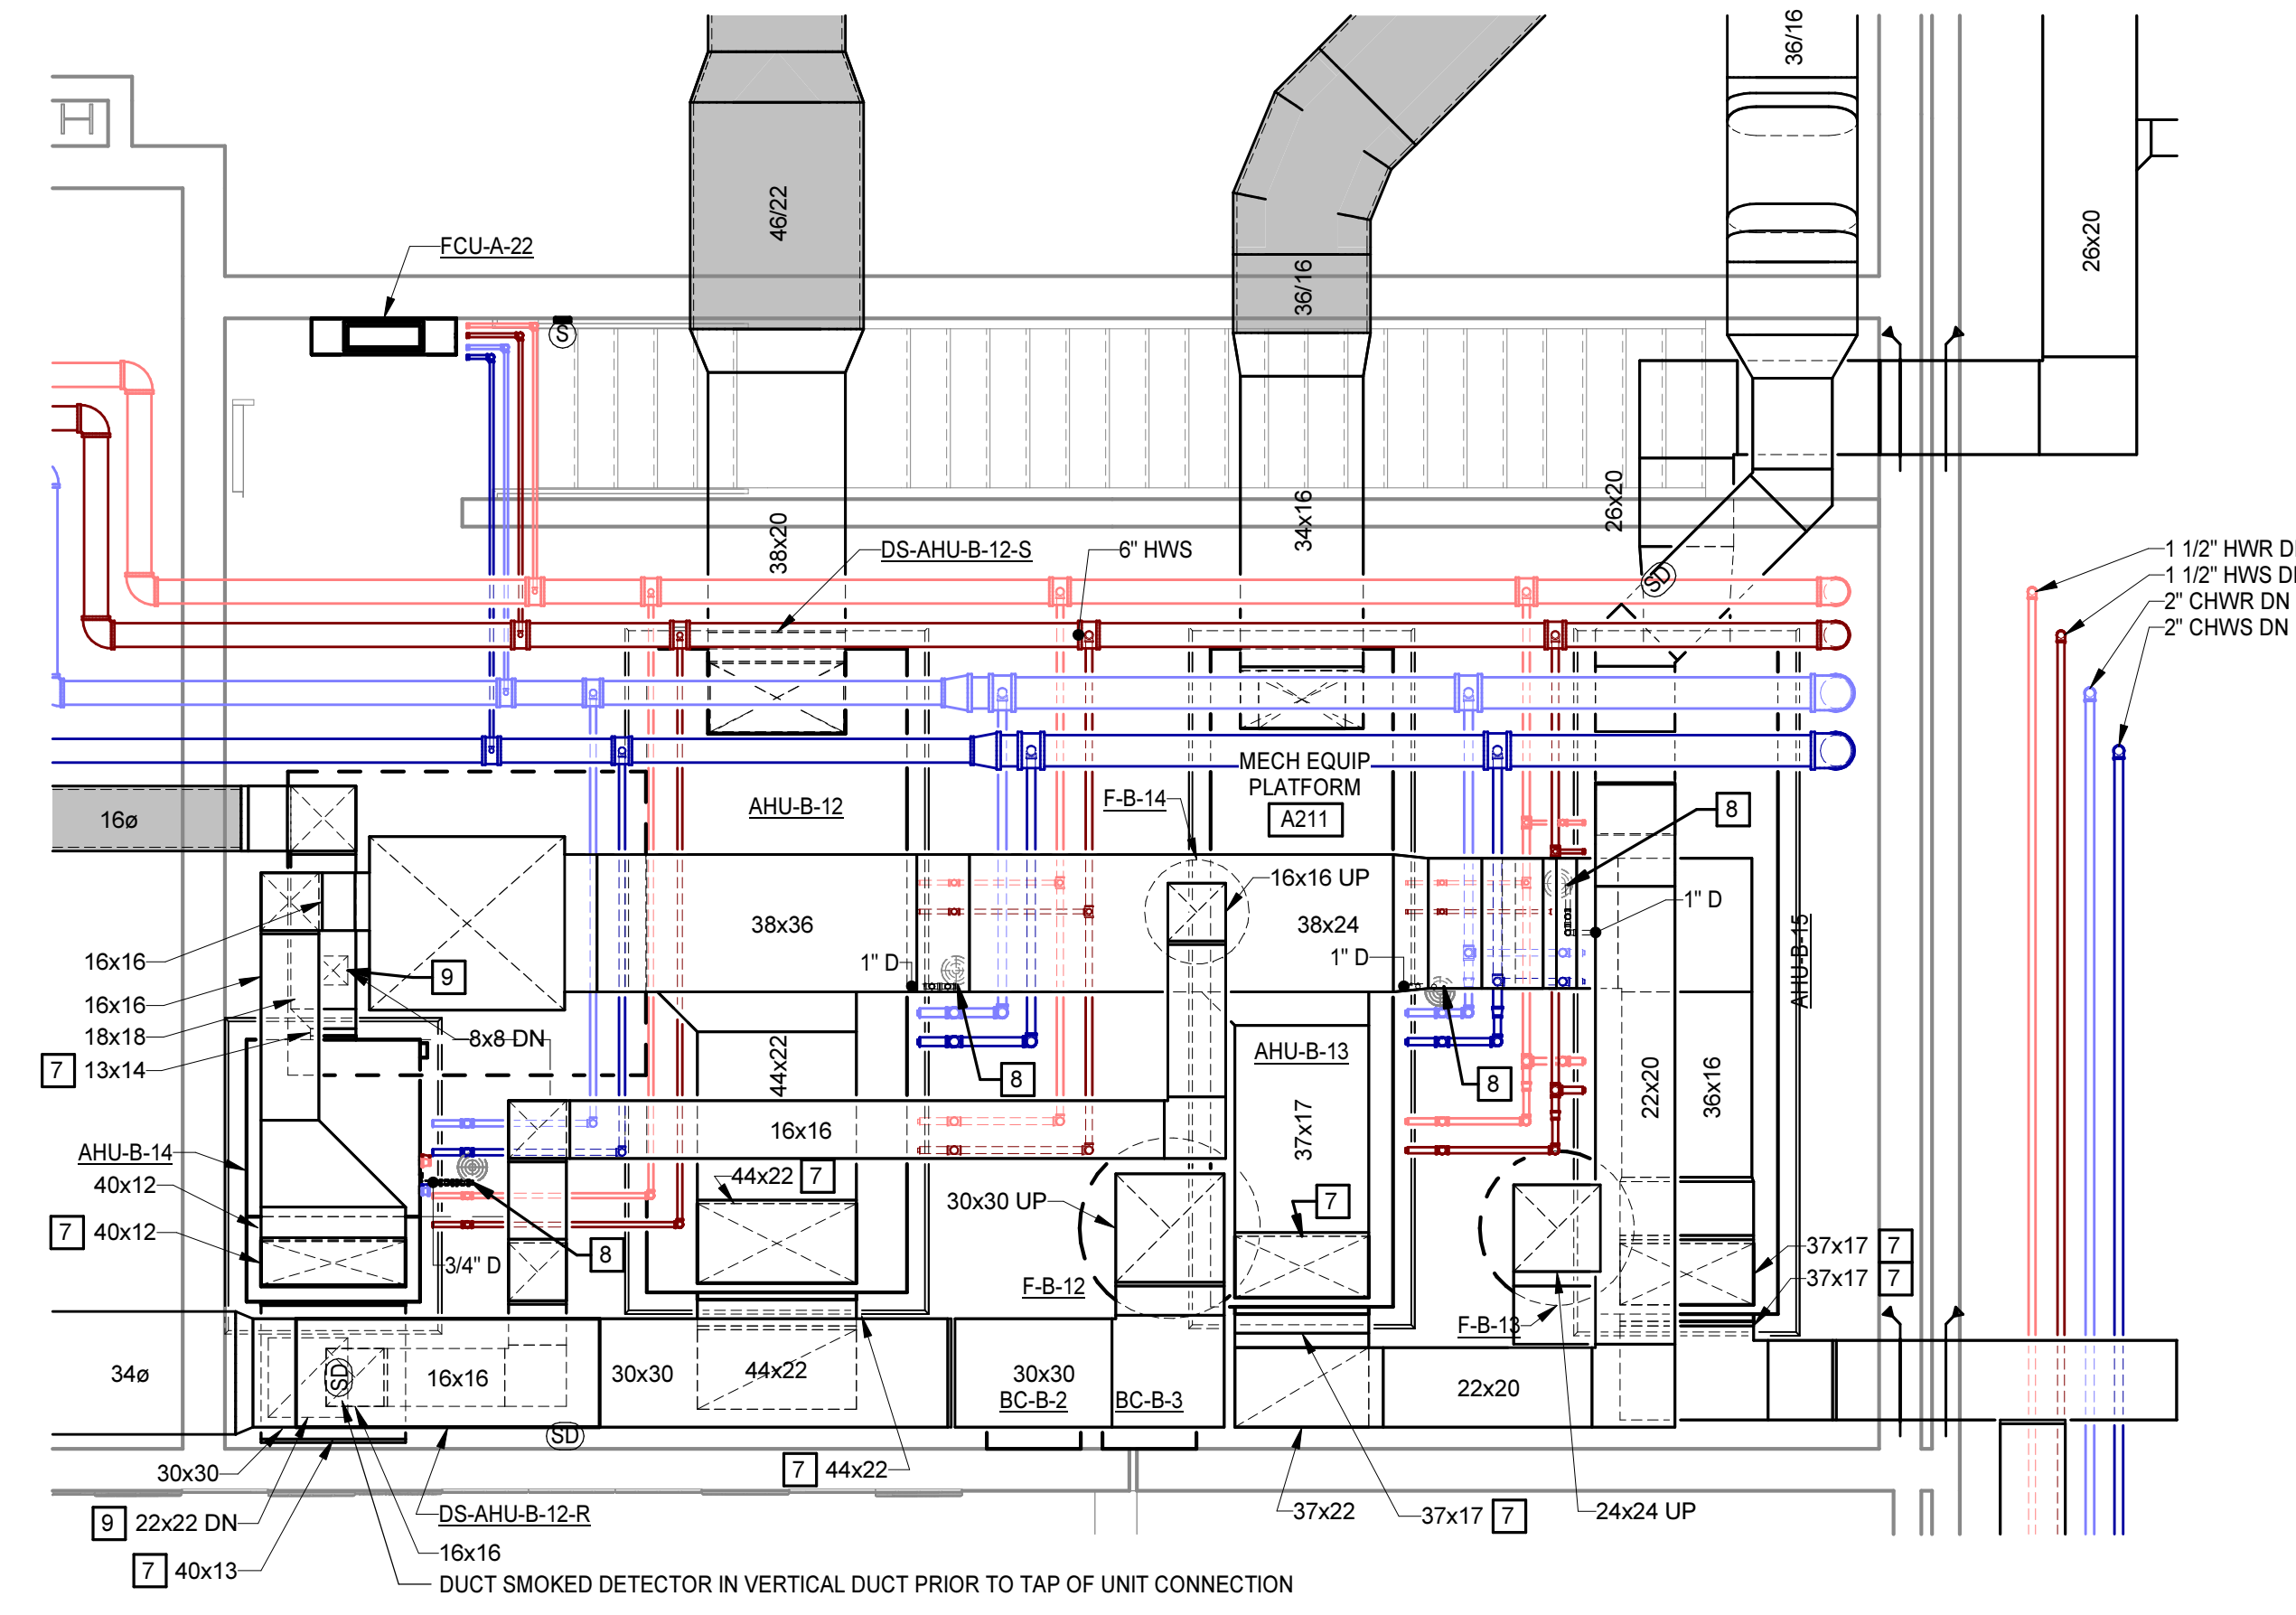 36/16
H
46/22
26x20
FCU-A-22
36/16
S
38x20
34x16
26x20
DS-AHU-B-12-S
6" HWS
SD
1 1/2" HWR
1 1/2" HWS
2" CHWR DN
2" CHWS DN
MECH EQUIP
PLATFORM
A211
AHU-B-12
F-B-14
16ø
8
16x16 UP
38x36
38x24
1" D
AHU-B-15
16x16
9
1" D
1" D
16x16
18x18
8x8 DN
7 13x14
44x22
8
AHU-B-13
8
22x20
36x16
16x16
37x17
AHU-B-14
40x12
44x22 7
30x30 UP
7
7 40x12
3/4" D
8
F-B-12
37x17 7
37x17 7
F-B-13
34ø
SD
16x16
30x30
44x22
30x30
BC-B-2
BC-B-3
22x20
SD
30x30
7 44x22
9 22x22 DN
DS-AHU-B-12-R
37x22
37x17 7
24x24 UP
16x16
7 40x13
DUCT SMOKED DETECTOR IN VERTICAL DUCT PRIOR TO TAP OF UNIT CONNECTION